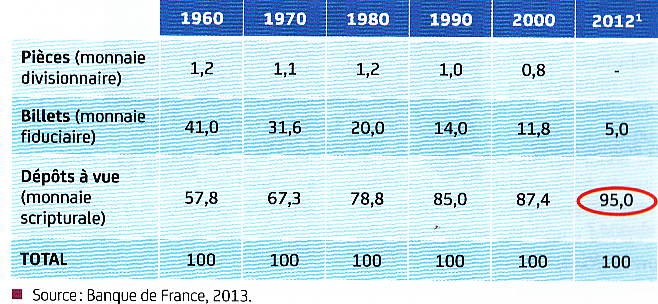 1960 1970 1980 1990 2000 2012¹
Pièces (monnaie
divisionnaire) 1,2 1,1 1,2 1,0 0,8 -
Billets (monnaie
fiduciaire) 41,0 31,6 20,0 14,0 11,8 5,0
Dépôts à vue
(monnaie 57,8 67,3 78,8 85,0 87,4 95,0
scripturale)
TOTAL 100 100 100 100 100 100
Source : Banque de France, 2013.